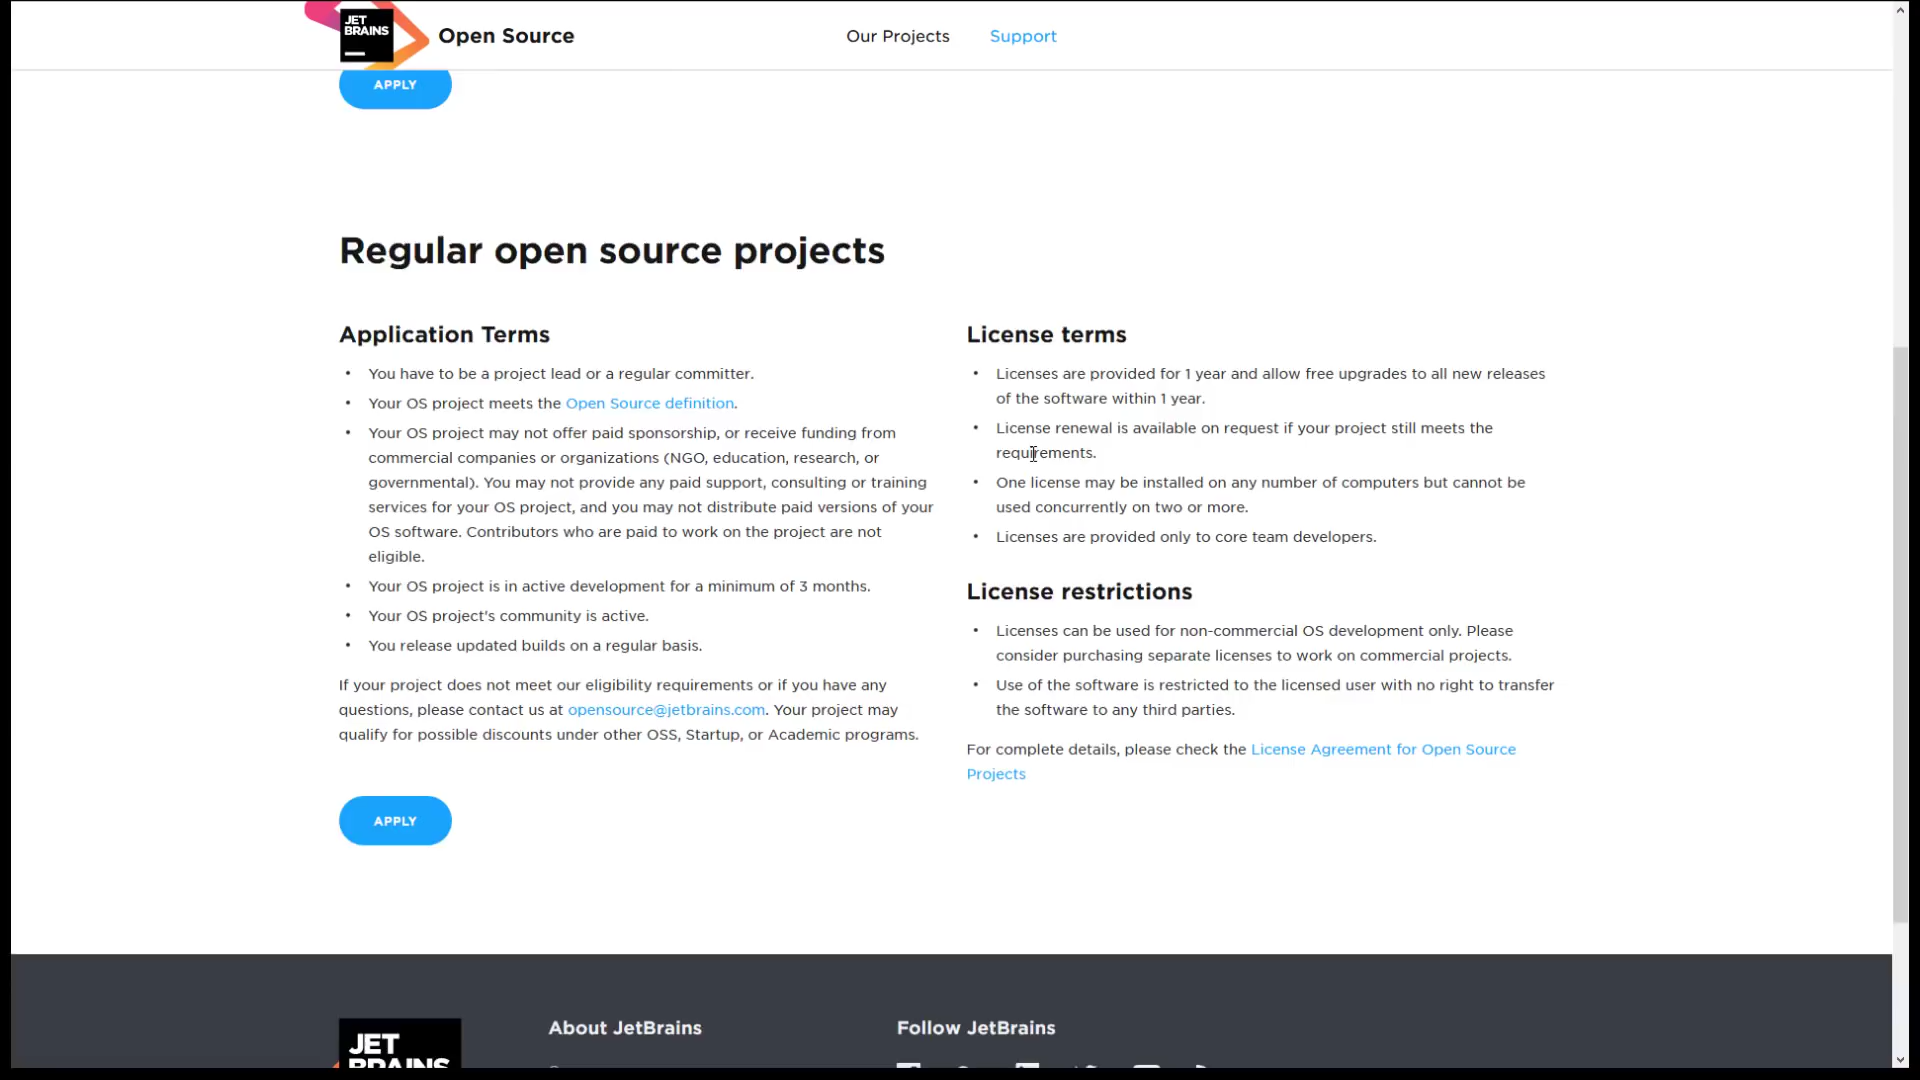 JET
BRAINS
Open Source
Our Projects
Support
APPLY
Regular open source projects
Application Terms
• You have to be a project lead or a regular committer.
• Your OS project meets the Open Source definition.
• Your OS project may not offer paid sponsorship, or receive funding from
commercial companies or organizations (NGO, education, research, or
governmental). You may not provide any paid support, consulting or training
services for your OS project, and you may not distribute paid versions of your
OS software. Contributors who are paid to work on the project are not
eligible.
• Your OS project is in active development for a minimum of 3 months.
• Your OS project's community is active.
• You release updated builds on a regular basis.
If your project does not meet our eligibility requirements or if you have any
questions, please contact us at opensource@jetbrains.com. Your project may
qualify for possible discounts under other OSS, Startup, or Academic programs.
APPLY
License terms
• Licenses are provided for 1 year and allow free upgrades to all new releases
of the software within 1 year.
• License renewal is available on request if your project still meets the
requirements.
• One license may be installed on any number of computers but cannot be
used concurrently on two or more.
• Licenses are provided only to core team developers.
License restrictions
• Licenses can be used for non-commercial OS development only. Please
consider purchasing separate licenses to work on commercial projects.
• Use of the software is restricted to the licensed user with no right to transfer
the software to any third parties.
For complete details, please check the License Agreement for Open Source
Projects
JET
BRAINS
About JetBrains
Follow JetBrains